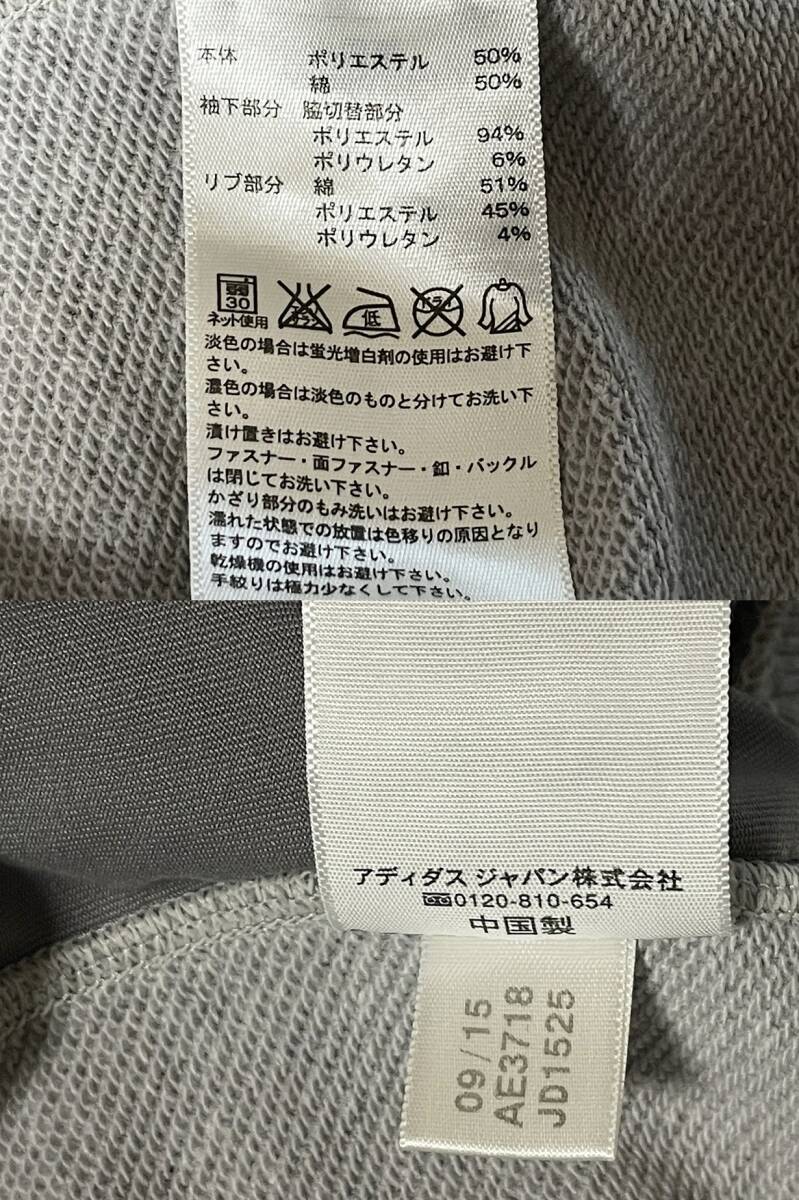 本体 ポリエステル 50%
綿 50%
袖下部分 脇切替部分
ポリエステル 94%
ポリウレタン 6%
リブ部分 綿 51%
ポリエステル 45%
ポリウレタン 4%
弱 30 エンソ サラシ 低 ドライ
ネット使用
淡色の場合は蛍光増白剤の使用はお避け下
さい。
濃色の場合は淡色のものと分けてお洗い下
さい。
漬け置きはお避け下さい。
ファスナー・面ファスナー・釦・バックル
は閉じてお洗い下さい。
かざり部分のもみ洗いはお避け下さい。
濡れた状態での放置は色移りの原因となり
ますのでお避け下さい。
乾燥機の使用はお避け下さい。
手絞りは極力少なくして下さい。
アディダス ジャパン株式会社
0120-810-654
中国製
09/15
AE3718
JD1525